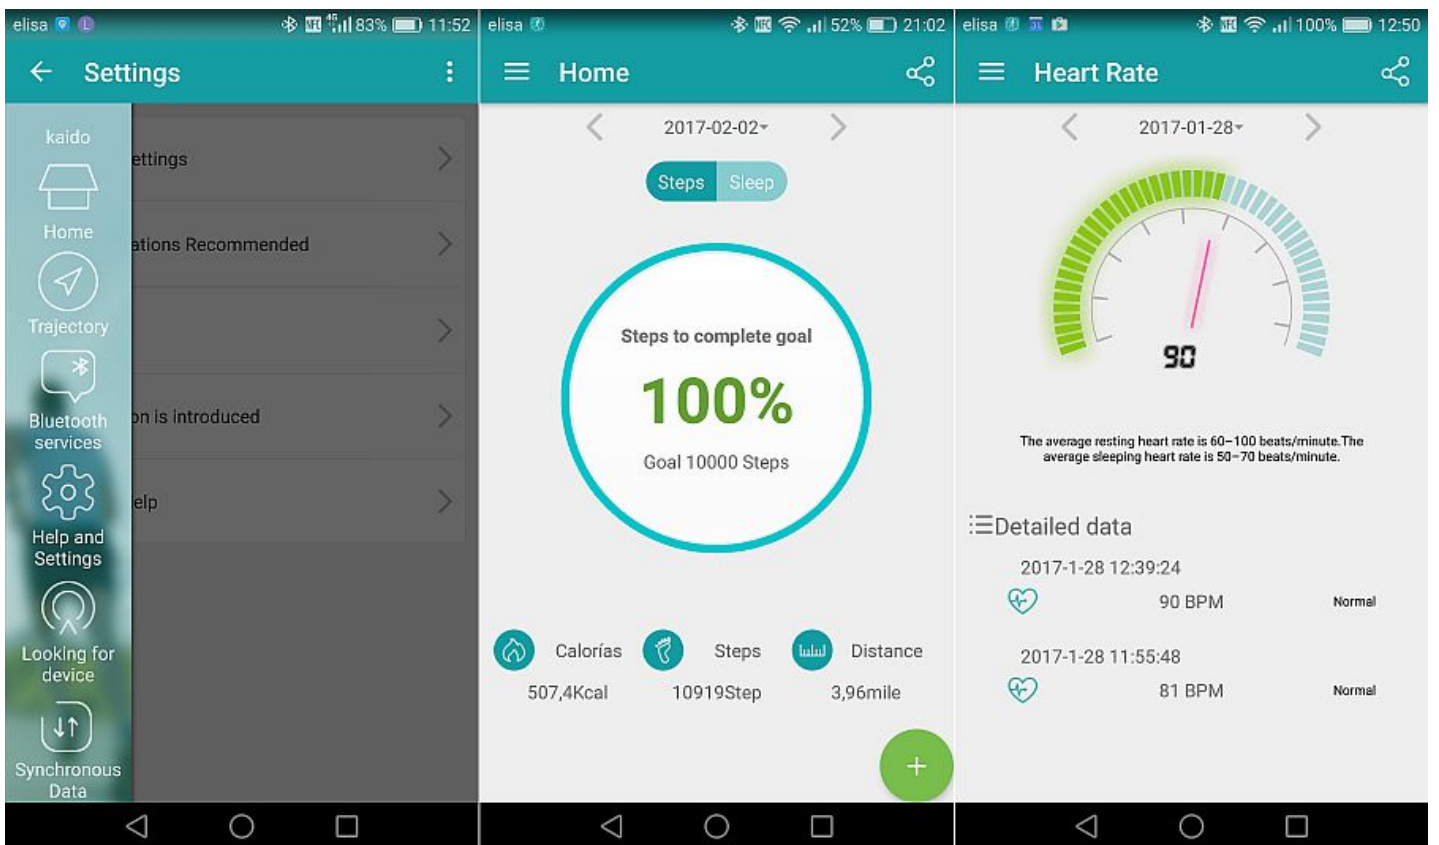 elisa
4G
83%
11:52
Settings
kaido
Home
Trajectory
Bluetooth
services
Help and
Settings
Looking for
device
Synchronous
Data
ettings
ations Recommended
on is introduced
elp
elisa
NFC
52%
21:02
Home
2017-02-02
Steps
Sleep
Steps to complete goal
100%
Goal 10000 Steps
Calorías
Steps
Distance
507,4Kcal
10919Step
3,96mile
+
elisa
NFC
100%
12:50
Heart Rate
2017-01-28
90
The average resting heart rate is 60-100 beats/minute.The
average sleeping heart rate is 50-70 beats/minute.
Detailed data
2017-1-28 12:39:24
90 BPM
Normal
2017-1-28 11:55:48
81 BPM
Normal